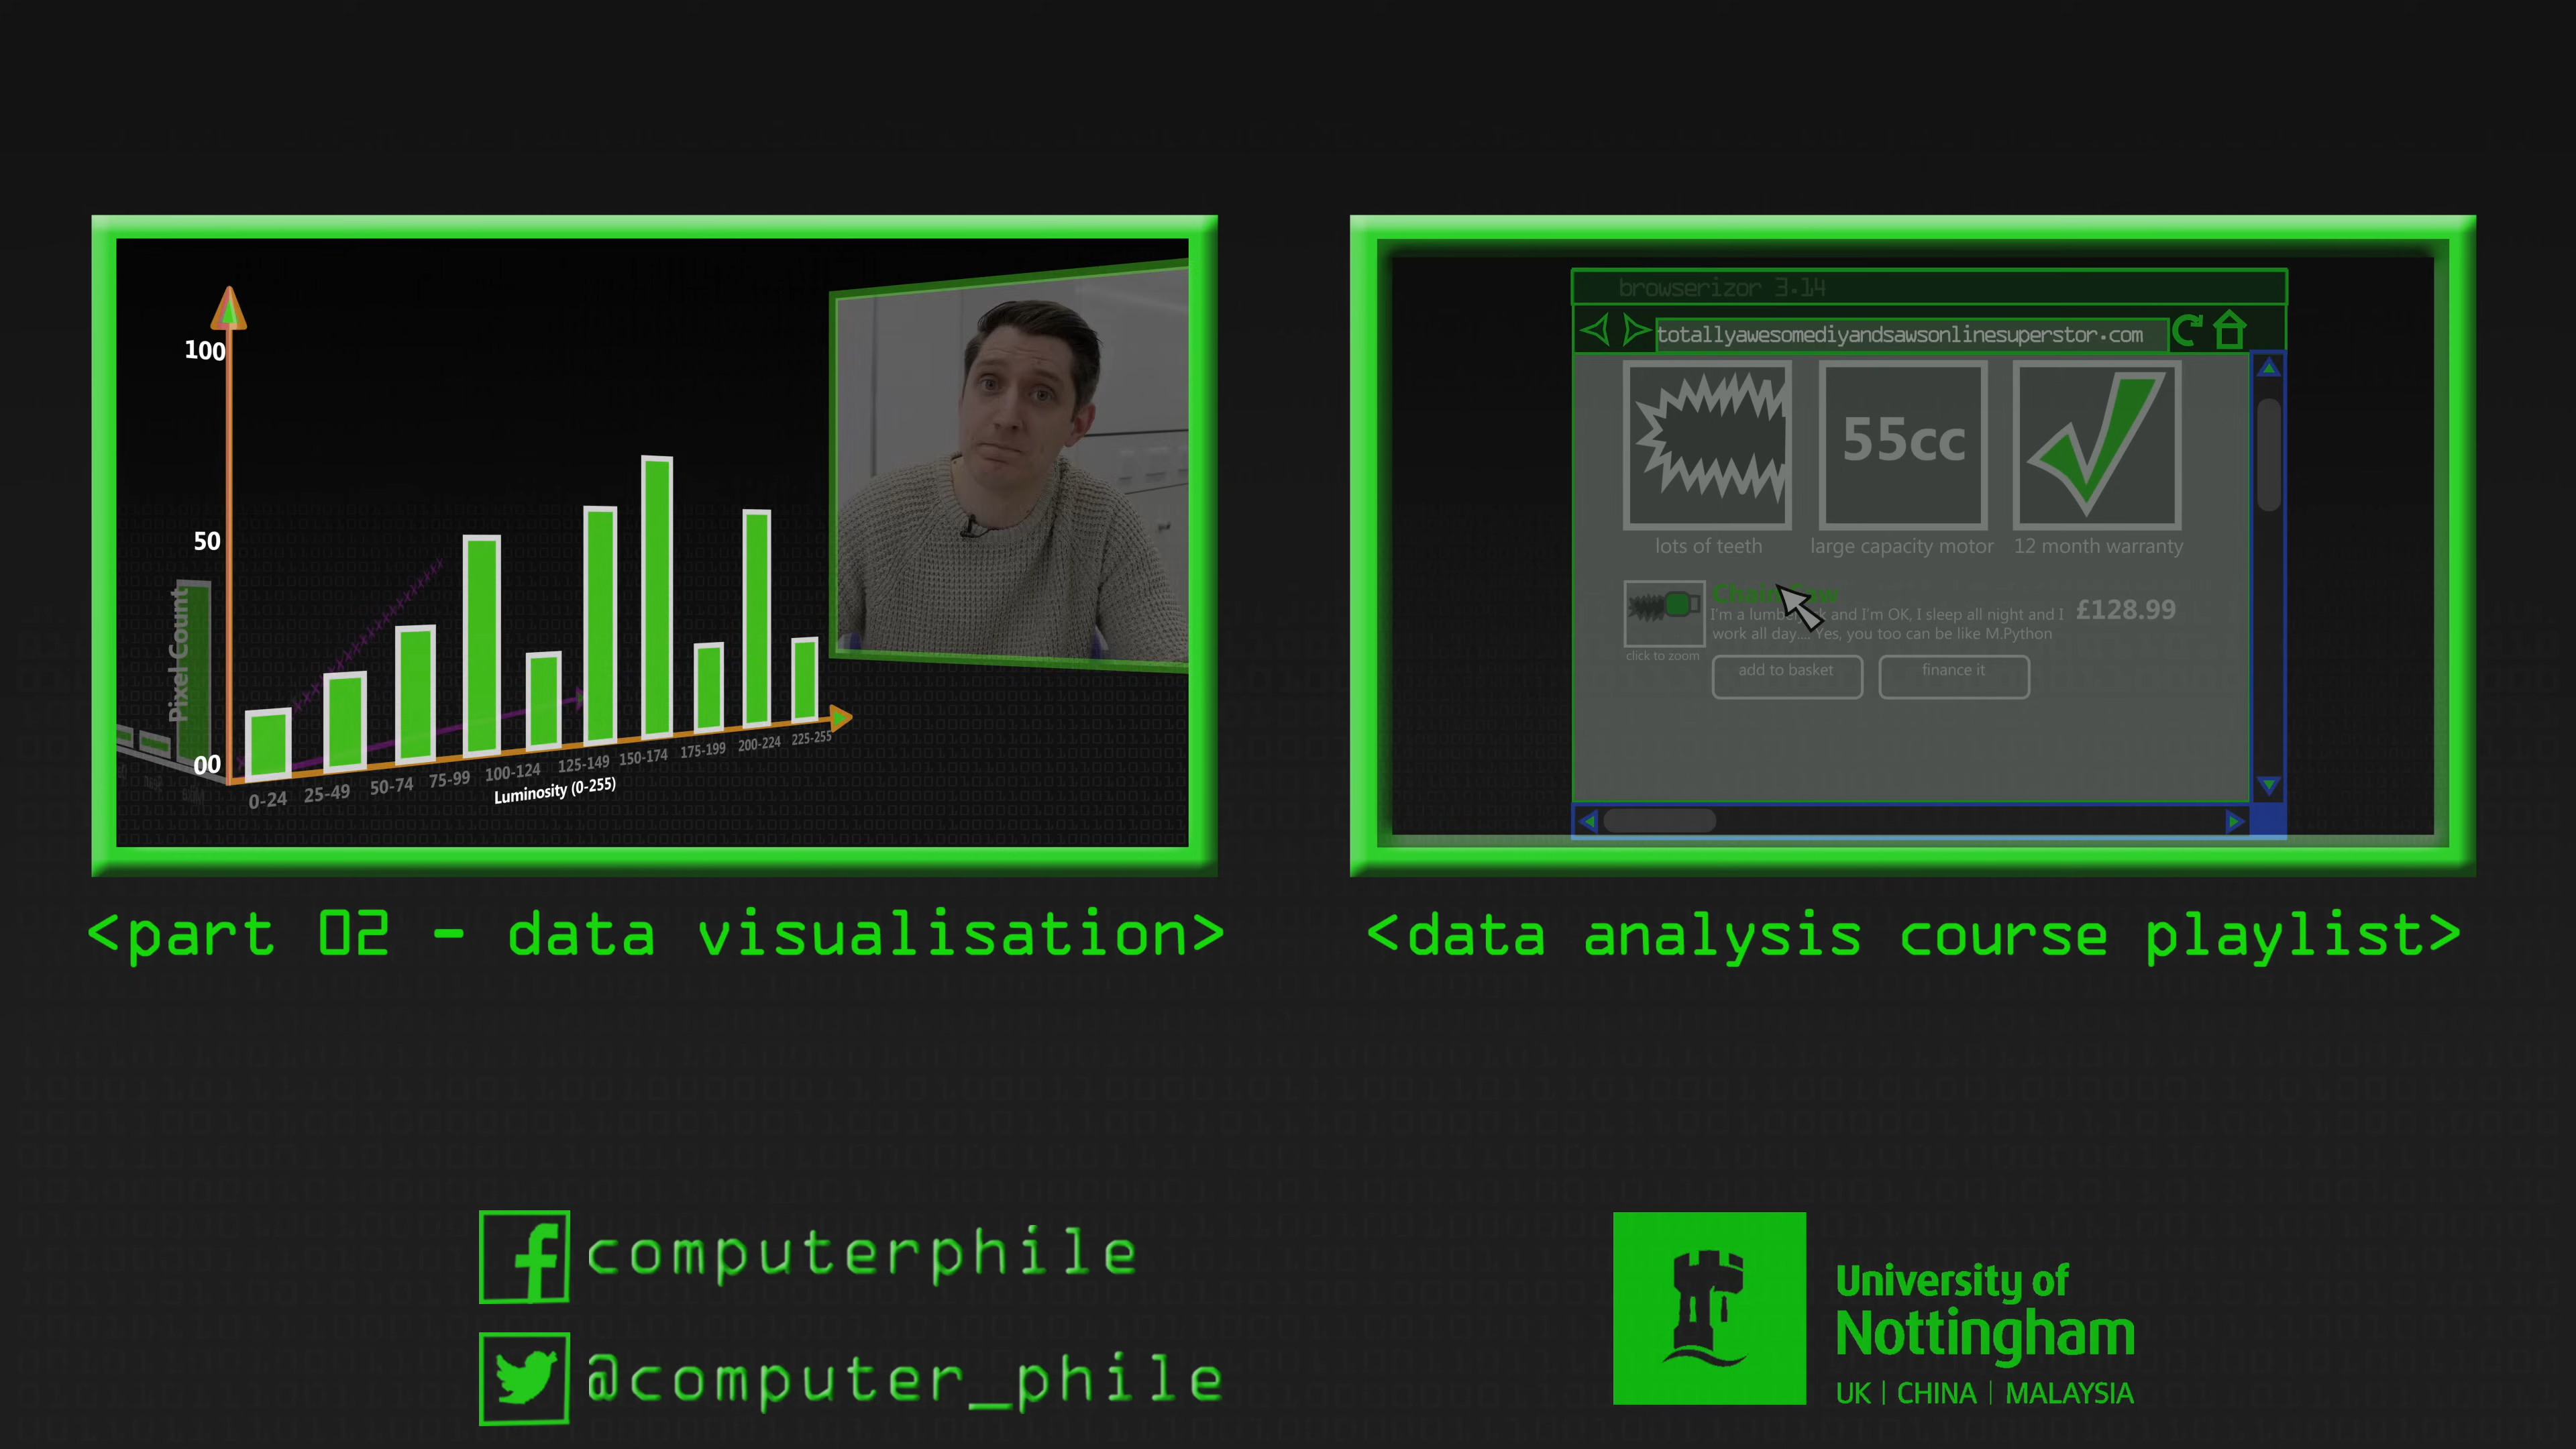 100
50
00
Pixel Count
0-24
25-49
50-74
75-99
100-124
125-149
150-174
175-199
200-224
225-255
Luminosity (0-255)
browserizor 3.14
totallyawesomediyandsawsonlinesuperstor.com
55cc
lots of teeth
large capacity motor
12 month warranty
I'm a and I'm OK, I sleep all night and I
work all day.... Yes, you too can be like M.Python
£128.99
click to zoom
add to basket
finance it
<part 02 - data visualisation>
<data analysis course playlist>
computerphile
@computer_phile
University of
Nottingham
UK | CHINA | MALAYSIA